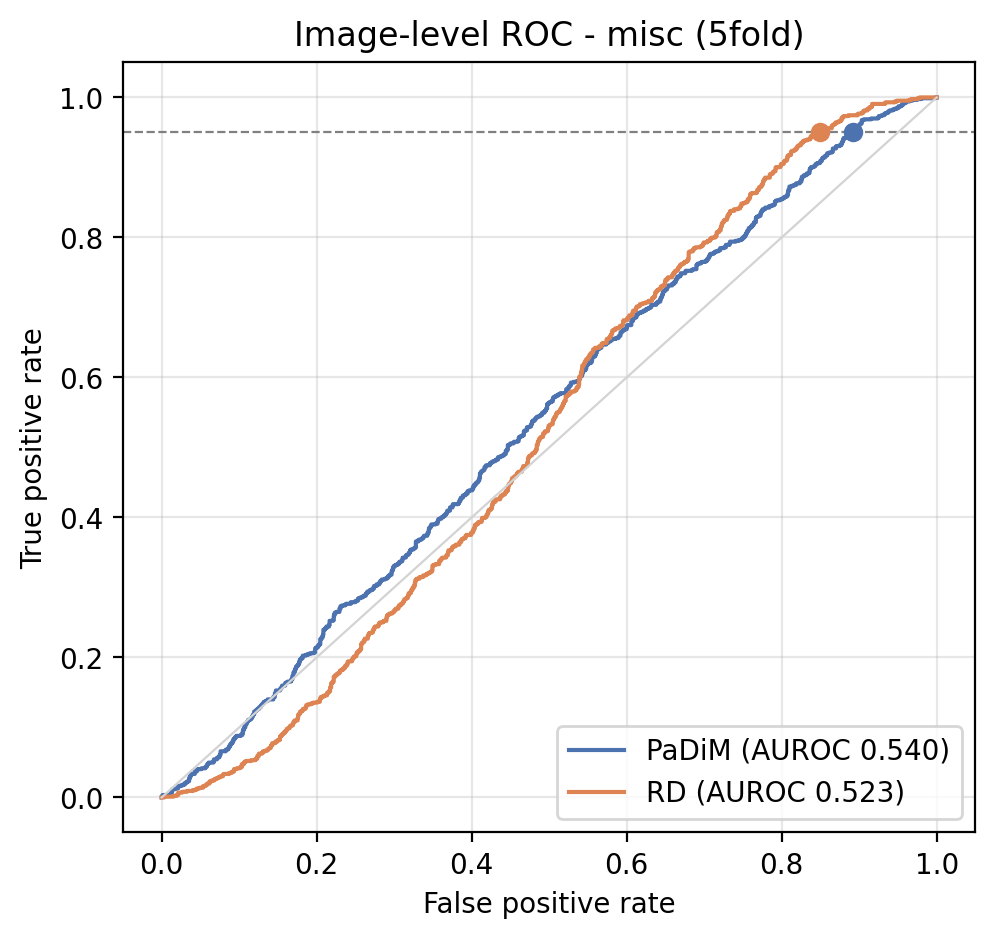 Image-level ROC - misc (5fold)
1.0
0.8
0.6
0.4
0.2
0.0
True positive rate
PaDiM (AUROC 0.540)
RD (AUROC 0.523)
0.0 0.2 0.4 0.6 0.8 1.0
False positive rate